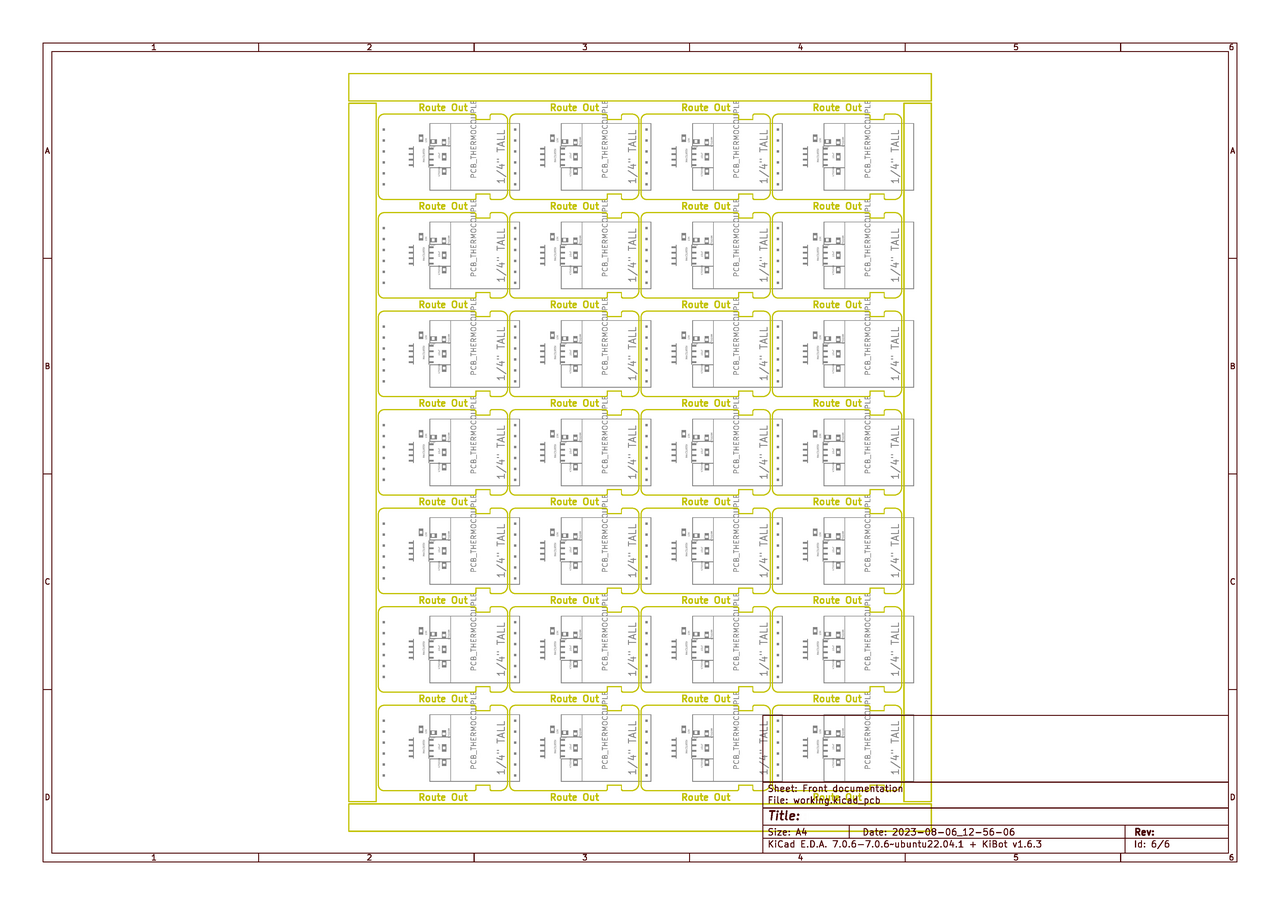 1 2 3 4 5 6
Route Out Route Out Route Out Route Out
A PCB_THERMOCOUPLE 1/4" TALL PCB_THERMOCOUPLE 1/4" TALL PCB_THERMOCOUPLE 1/4" TALL PCB_THERMOCOUPLE 1/4" TALL A
Route Out Route Out Route Out Route Out
PCB_THERMOCOUPLE 1/4" TALL PCB_THERMOCOUPLE 1/4" TALL PCB_THERMOCOUPLE 1/4" TALL PCB_THERMOCOUPLE 1/4" TALL
Route Out Route Out Route Out Route Out
B PCB_THERMOCOUPLE 1/4" TALL PCB_THERMOCOUPLE 1/4" TALL PCB_THERMOCOUPLE 1/4" TALL PCB_THERMOCOUPLE 1/4" TALL B
Route Out Route Out Route Out Route Out
PCB_THERMOCOUPLE 1/4" TALL PCB_THERMOCOUPLE 1/4" TALL PCB_THERMOCOUPLE 1/4" TALL PCB_THERMOCOUPLE 1/4" TALL
Route Out Route Out Route Out Route Out
C PCB_THERMOCOUPLE 1/4" TALL PCB_THERMOCOUPLE 1/4" TALL PCB_THERMOCOUPLE 1/4" TALL PCB_THERMOCOUPLE 1/4" TALL C
Route Out Route Out Route Out Route Out
PCB_THERMOCOUPLE 1/4" TALL PCB_THERMOCOUPLE 1/4" TALL PCB_THERMOCOUPLE 1/4" TALL PCB_THERMOCOUPLE 1/4" TALL
Route Out Route Out Route Out Route Out
PCB_THERMOCOUPLE 1/4" TALL PCB_THERMOCOUPLE 1/4" TALL PCB_THERMOCOUPLE 1/4" TALL PCB_THERMOCOUPLE 1/4" TALL
D Route Out Route Out Route Out Route Out D
Sheet: Front documentation
File: working.kicad_pcb
Title:
Size: A4 Date: 2023-08-06_12-56-06 Rev:
KiCad E.D.A. 7.0.6-7.0.6~ubuntu22.04.1 + KiBot v1.6.3 Id: 6/6
1 2 3 4 5 6